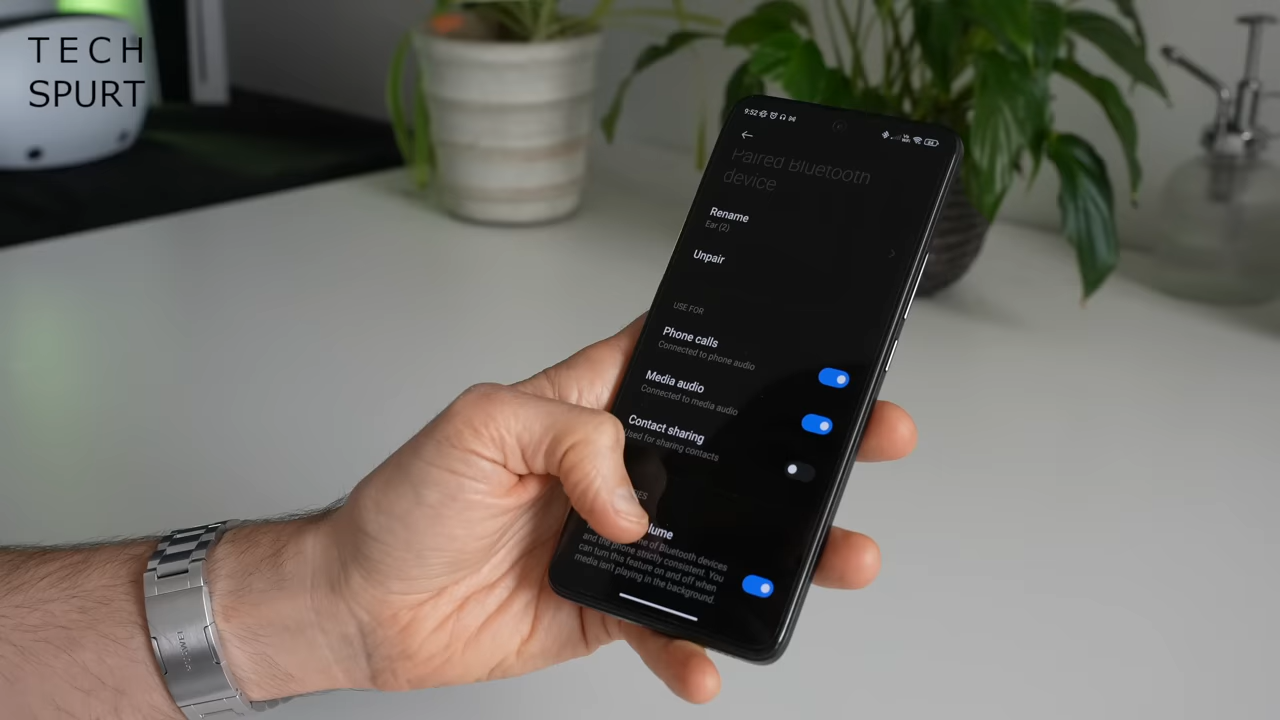 TECH
SPURT
9:52
Paired Bluetooth
device
Rename
Ear (2)
Unpair
USE FOR
Phone calls
Connected to phone audio
Media audio
Connected to media audio
Contact sharing
Used for sharing contacts
of Bluetooth devices
and the phone strictly consistent. You
can turn this feature on and off when
media isn't playing in the background.